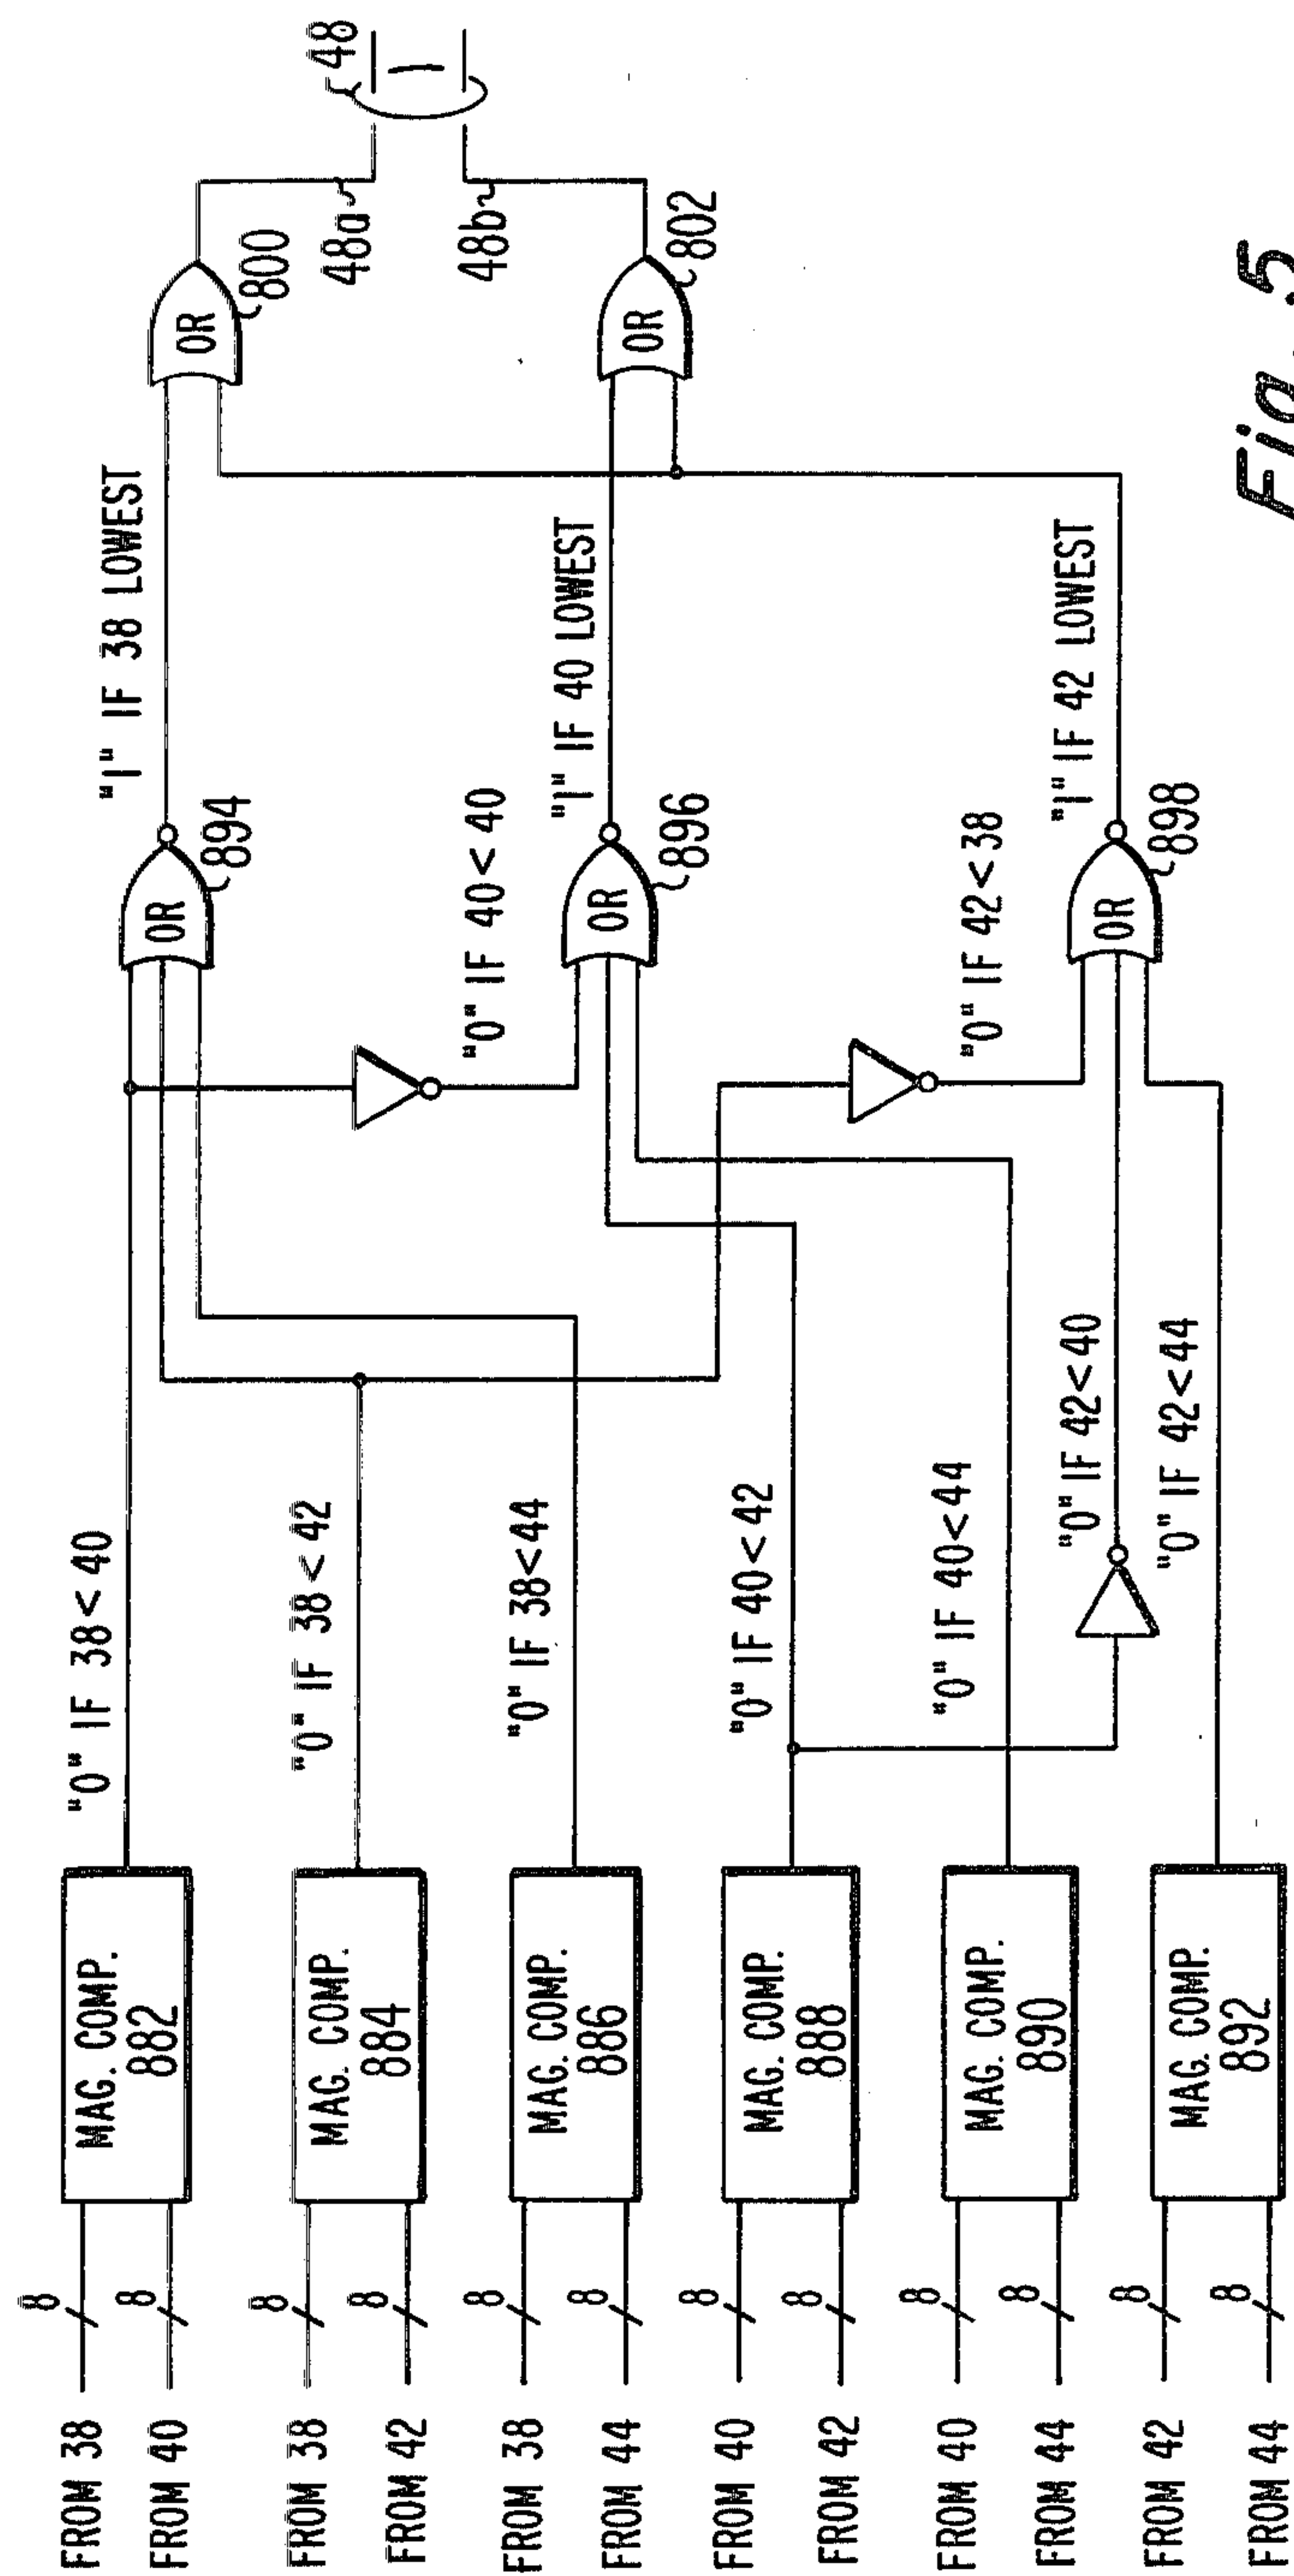 FROM 38
FROM 40
FROM 38
FROM 42
FROM 38
FROM 44
FROM 40
FROM 42
FROM 40
FROM 44
FROM 42
FROM 44
8
8
8
8
8
8
8
8
8
8
8
8
MAG. COMP.
882
MAG. COMP.
884
MAG. COMP.
886
MAG. COMP.
888
MAG. COMP.
890
MAG. COMP.
892
"0" IF 38<40
"0" IF 38<42
"0" IF 38<44
"0" IF 40<42
"0" IF 40<44
"0" IF 42<40
"0" IF 42<44
OR
894
"0" IF 40<40
OR
896
"0" IF 42<38
OR
898
"1" IF 38 LOWEST
"1" IF 40 LOWEST
"1" IF 42 LOWEST
OR
800
OR
802
48a
48b
48
Fig. 5